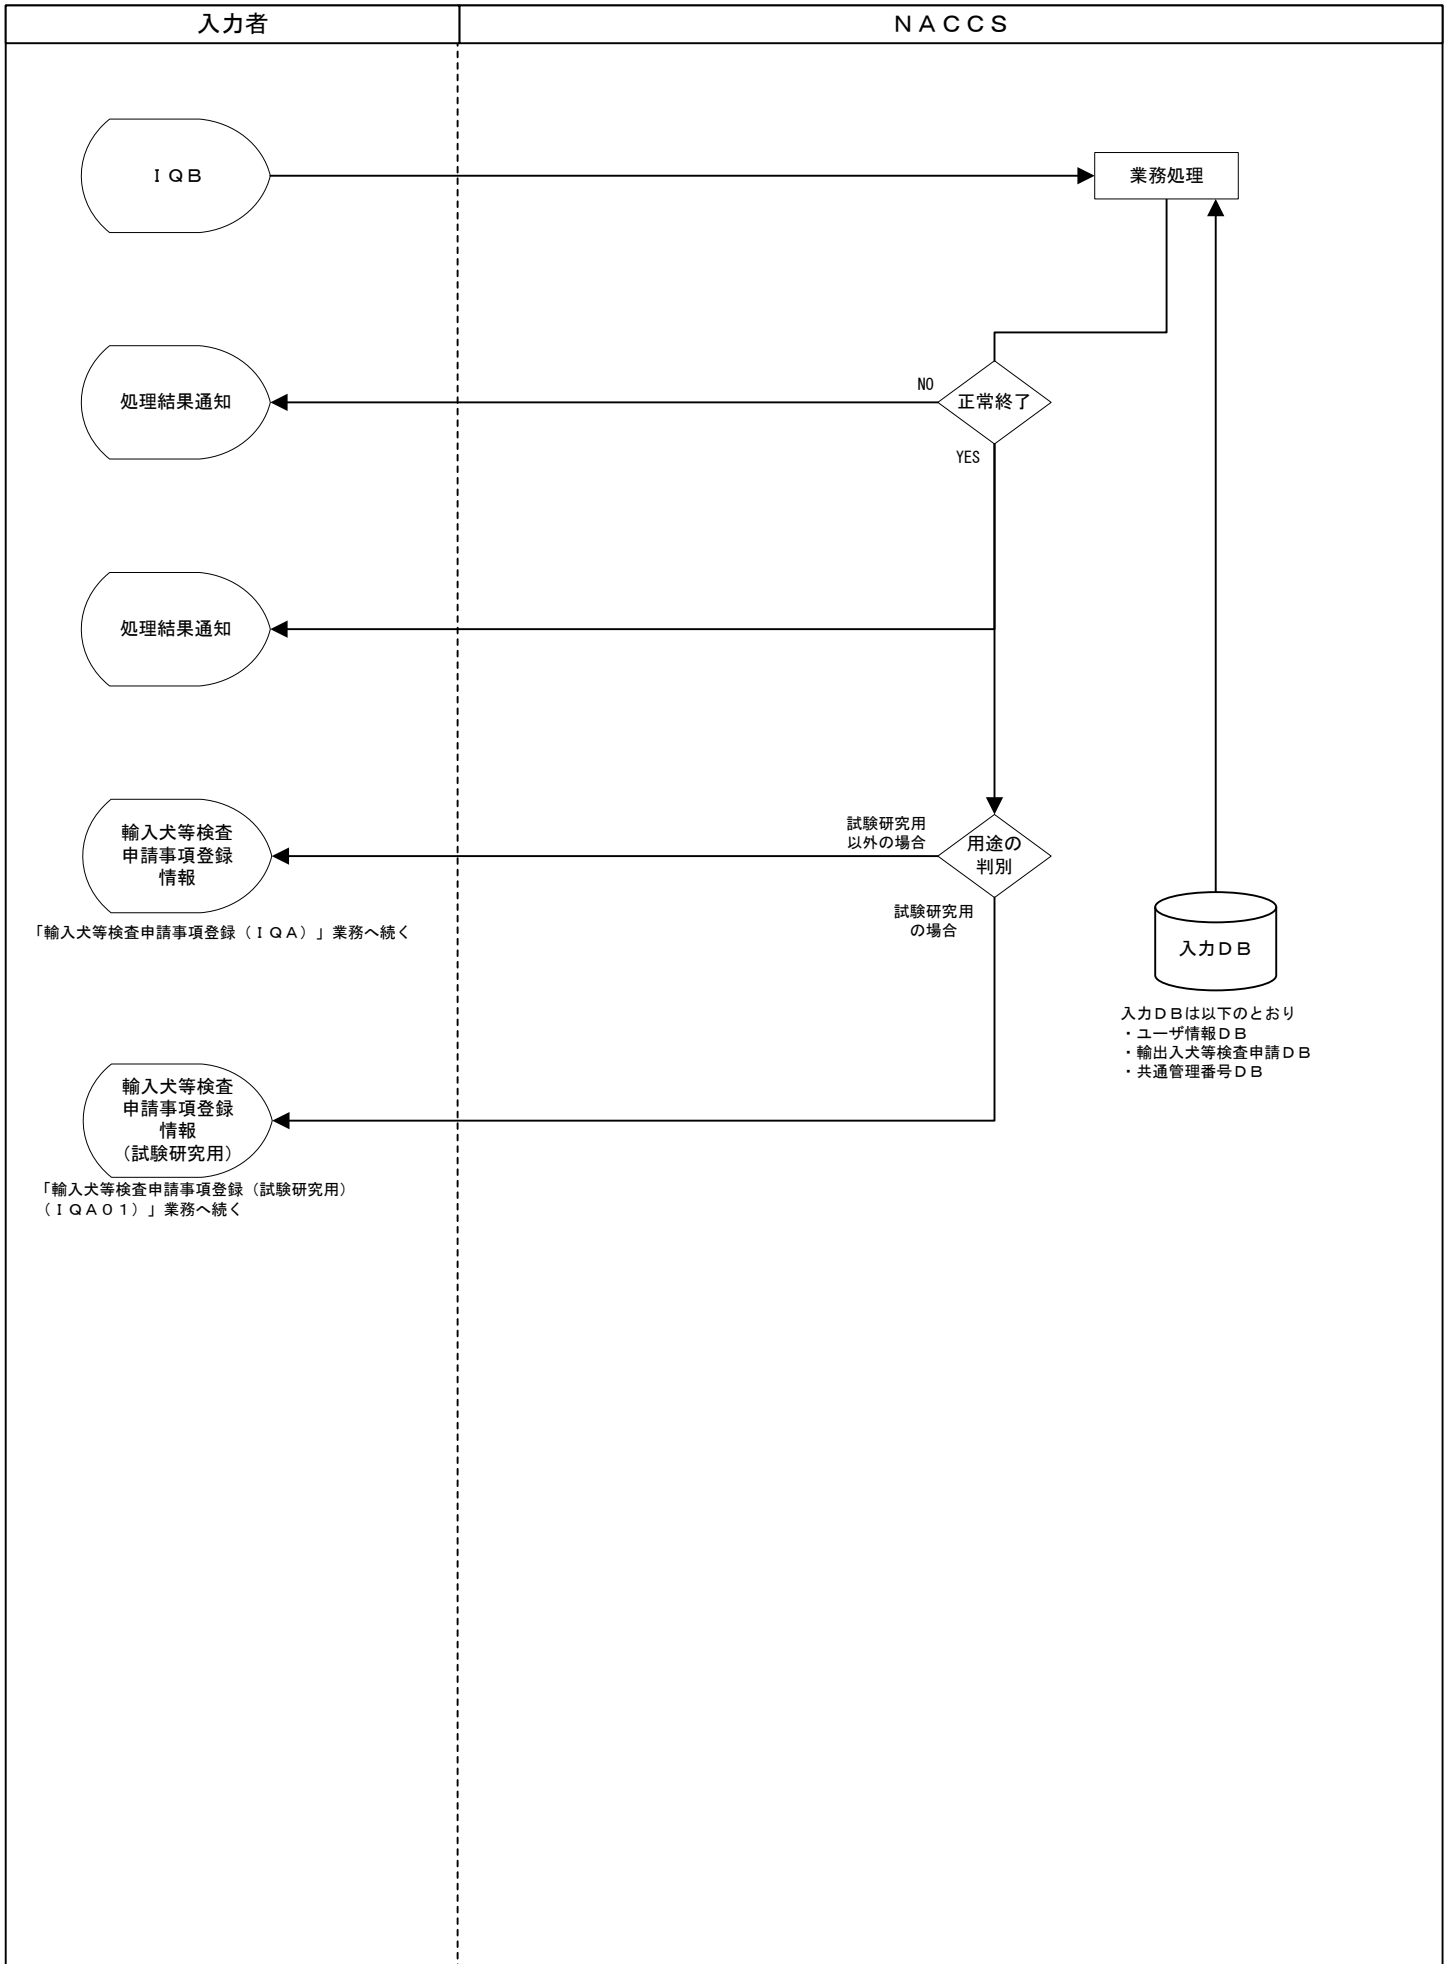 入力者
ＮＡＣＣＳ
ＩＱＢ
業務処理
処理結果通知
NO
正常終了
YES
処理結果通知
輸入犬等検査
申請事項登録
情報
試験研究用
以外の場合
用途の
判別
「輸入犬等検査申請事項登録（ＩＱＡ）」業務へ続く
試験研究用
の場合
入力ＤＢ
入力ＤＢは以下のとおり
・ユーザ情報ＤＢ
・輸出入犬等検査申請ＤＢ
・共通管理番号ＤＢ
輸入犬等検査
申請事項登録
情報
（試験研究用）
「輸入犬等検査申請事項登録（試験研究用）
（ＩＱＡ０１）」業務へ続く